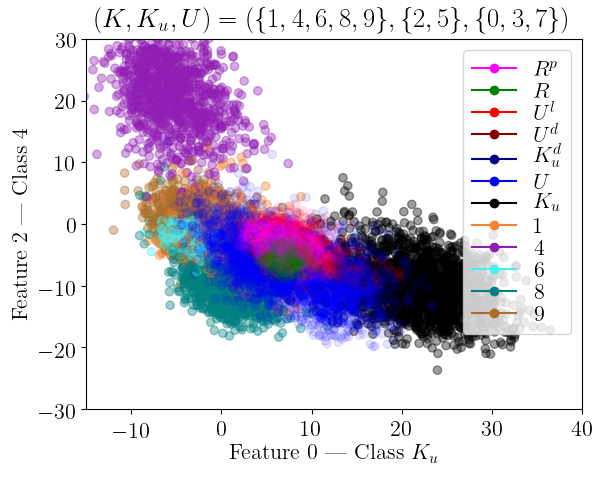 (K, K_u, U) = ({1, 4, 6, 8, 9}, {2, 5}, {0, 3, 7})
30
20
10
0
−10
−20
−30
Feature 2 — Class 4
R^p
R
U^l
U^d
K_u^d
U
K_u
1
4
6
8
9
−10
0
10
20
30
40
Feature 0 — Class K_u